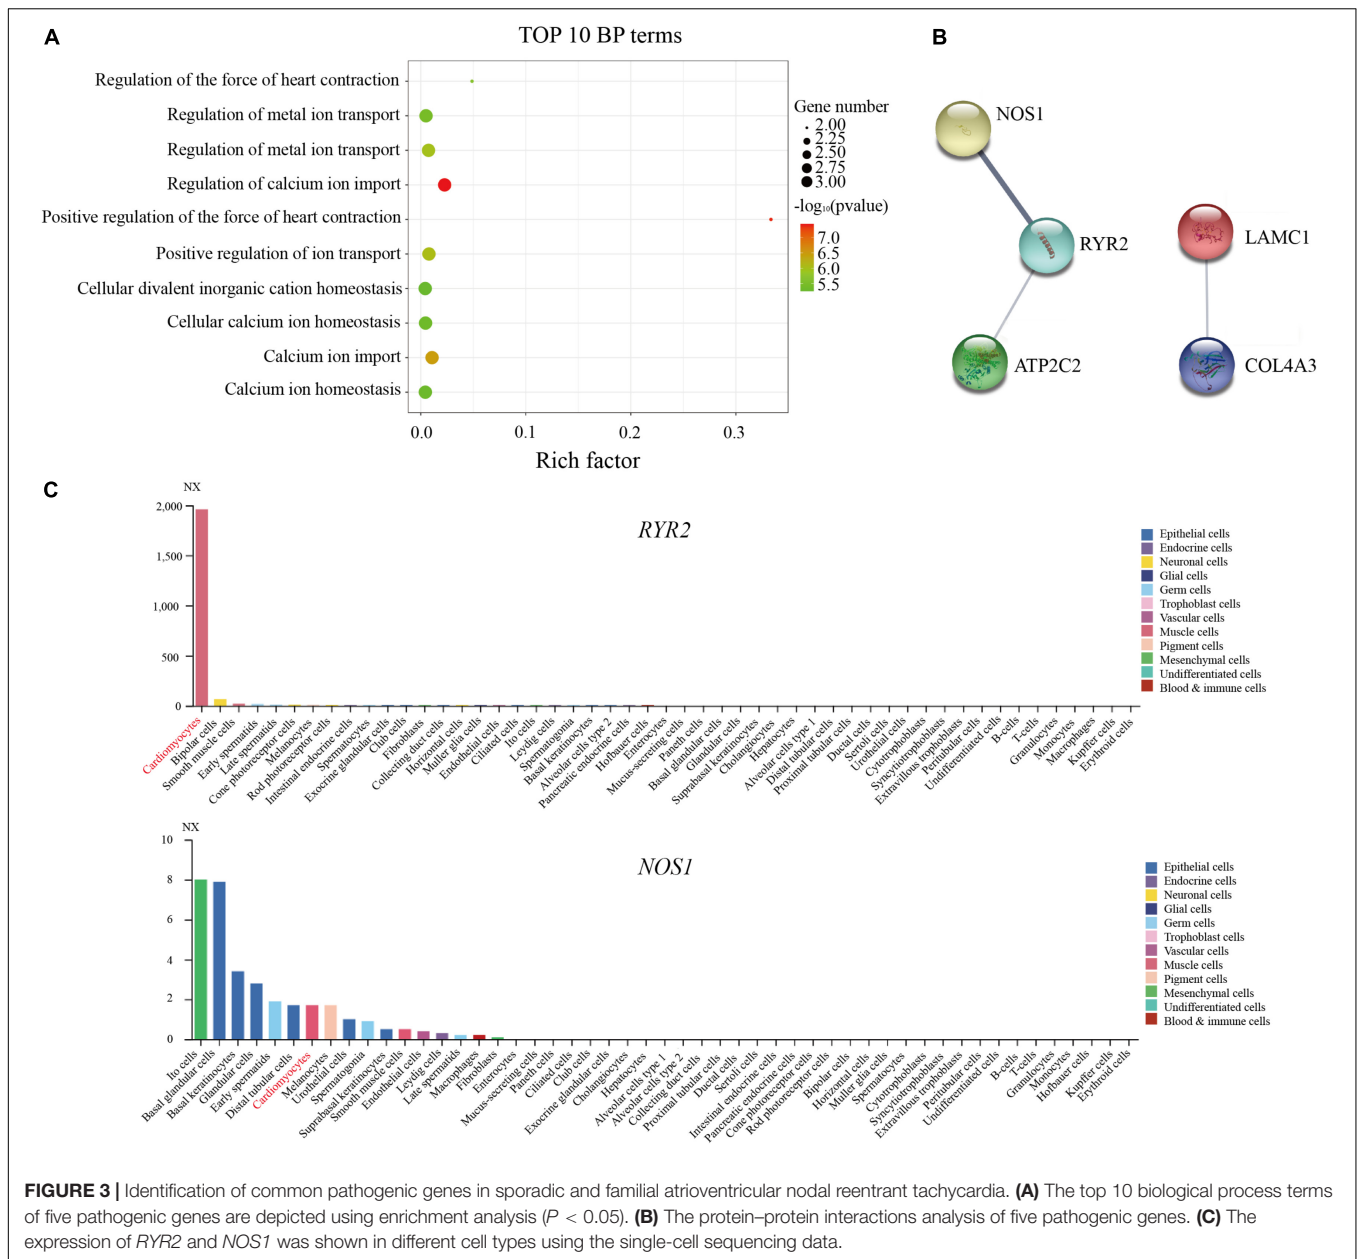 A
TOP 10 BP terms
Regulation of the force of heart contraction
Regulation of metal ion transport
Regulation of metal ion transport
Regulation of calcium ion import
Positive regulation of the force of heart contraction
Positive regulation of ion transport
Cellular divalent inorganic cation homeostasis
Cellular calcium ion homeostasis
Calcium ion import
Calcium ion homeostasis
0.0 0.1 0.2 0.3
Rich factor
Gene number
2.00
2.25
2.50
2.75
3.00
-log₁₀(pvalue)
7.0
6.5
6.0
5.5
B
NOS1
RYR2
ATP2C2
LAMC1
COL4A3
C
NX
RYR2
2,000
1,500
1,000
500
0
Cardiomyocytes
Bipolar cells
Smooth muscle cells
Early spermatids
Late spermatids
Cone photoreceptor cells
Melanocytes
Rod photoreceptor cells
Intestinal endocrine cells
Spermatocytes
Exocrine glandular cells
Club cells
Fibroblasts
Collecting duct cells
Horizontal cells
Muller glia cells
Endothelial cells
Ciliated cells
Ito cells
Leydig cells
Spermatogonia
Basal keratinocytes
Alveolar cells type 2
Pancreatic endocrine cells
Hofbauer cells
Enterocytes
Mucus-secreting cells
Paneth cells
Basal glandular cells
Glandular cells
Suprabasal keratinocytes
Cholangiocytes
Hepatocytes
Alveolar cells type 1
Distal tubular cells
Proximal tubular cells
Ductal cells
Sertoli cells
Urothelial cells
Cytotrophoblasts
Syncytiotrophoblasts
Extravillous trophoblasts
Peritubular cells
Undifferentiated cells
B-cells
T-cells
Granulocytes
Monocytes
Macrophages
Kupffer cells
Erythroid cells
Epithelial cells
Endocrine cells
Neuronal cells
Glial cells
Germ cells
Trophoblast cells
Vascular cells
Muscle cells
Pigment cells
Mesenchymal cells
Undifferentiated cells
Blood & immune cells
NX
NOS1
10
8
6
4
2
0
Ito cells
Basal glandular cells
Basal keratinocytes
Glandular cells
Early spermatids
Distal tubular cells
Cardiomyocytes
Melanocytes
Urothelial cells
Spermatogonia
Suprabasal keratinocytes
Smooth muscle cells
Endothelial cells
Leydig cells
Late spermatids
Macrophages
Fibroblasts
Enterocytes
Mucus-secreting cells
Paneth cells
Ciliated cells
Club cells
Exocrine glandular cells
Cholangiocytes
Hepatocytes
Alveolar cells type 1
Alveolar cells type 2
Collecting duct cells
Proximal tubular cells
Ductal cells
Sertoli cells
Intestinal endocrine cells
Pancreatic endocrine cells
Cone photoreceptor cells
Rod photoreceptor cells
Bipolar cells
Horizontal cells
Muller glia cells
Spermatocytes
Cytotrophoblasts
Syncytiotrophoblasts
Extravillous trophoblasts
Peritubular cells
Undifferentiated cells
B-cells
T-cells
Granulocytes
Monocytes
Hofbauer cells
Kupffer cells
Erythroid cells
Epithelial cells
Endocrine cells
Neuronal cells
Glial cells
Germ cells
Trophoblast cells
Vascular cells
Muscle cells
Pigment cells
Mesenchymal cells
Undifferentiated cells
Blood & immune cells
FIGURE 3 | Identification of common pathogenic genes in sporadic and familial atrioventricular nodal reentrant tachycardia. (A) The top 10 biological process terms
of five pathogenic genes are depicted using enrichment analysis (P < 0.05). (B) The protein–protein interactions analysis of five pathogenic genes. (C) The
expression of RYR2 and NOS1 was shown in different cell types using the single-cell sequencing data.